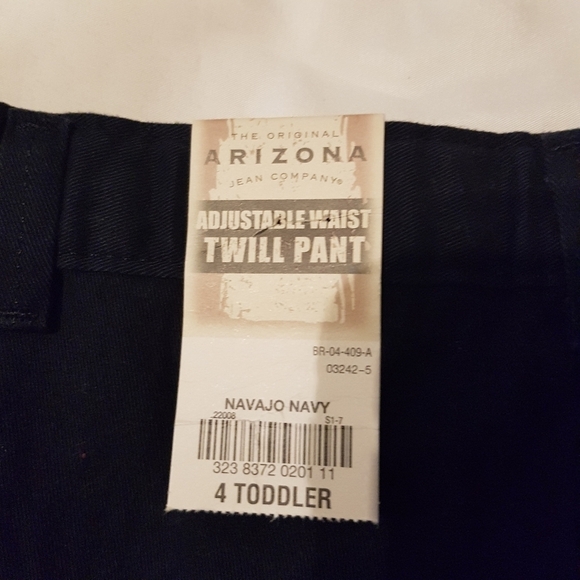 THE ORIGINAL
ARIZONA
JEAN COMPANY®
ADJUSTABLE WAIST
TWILL PANT
BR-04-409-A
03242-5
NAVAJO NAVY
22008 S1-7
323 8372 0201 11
4 TODDLER